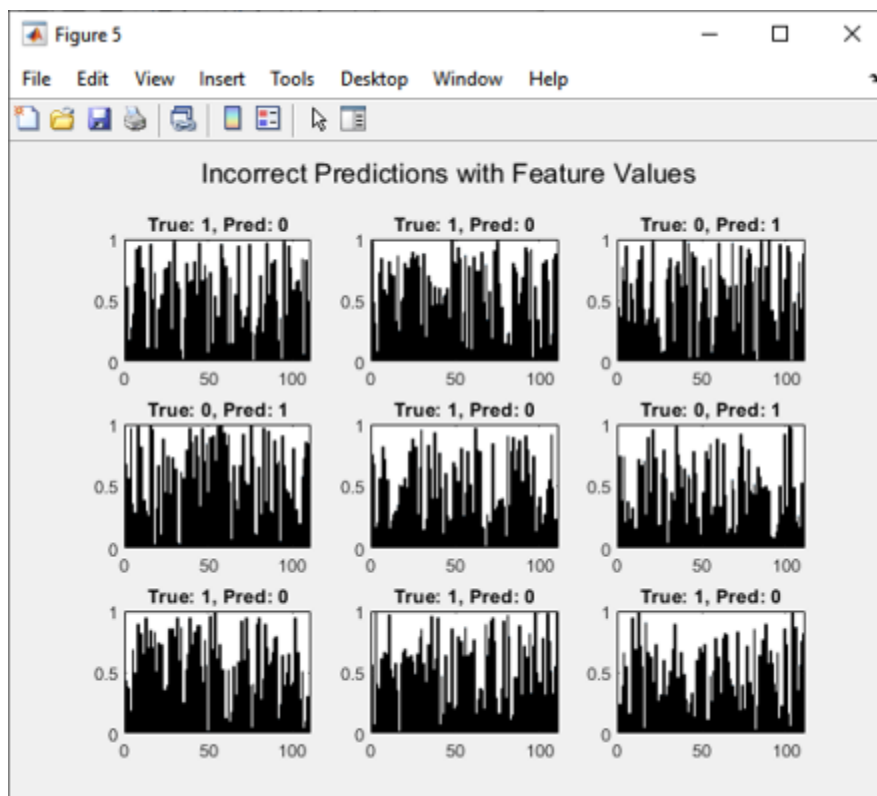 Figure 5
File Edit View Insert Tools Desktop Window Help
Incorrect Predictions with Feature Values
True: 1, Pred: 0 True: 1, Pred: 0 True: 0, Pred: 1
1 1 1
0.5 0.5 0.5
0 0 0
0 50 100 0 50 100 0 50 100
True: 0, Pred: 1 True: 1, Pred: 0 True: 0, Pred: 1
1 1 1
0.5 0.5 0.5
0 0 0
0 50 100 0 50 100 0 50 100
True: 1, Pred: 0 True: 1, Pred: 0 True: 1, Pred: 0
1 1 1
0.5 0.5 0.5
0 0 0
0 50 100 0 50 100 0 50 100